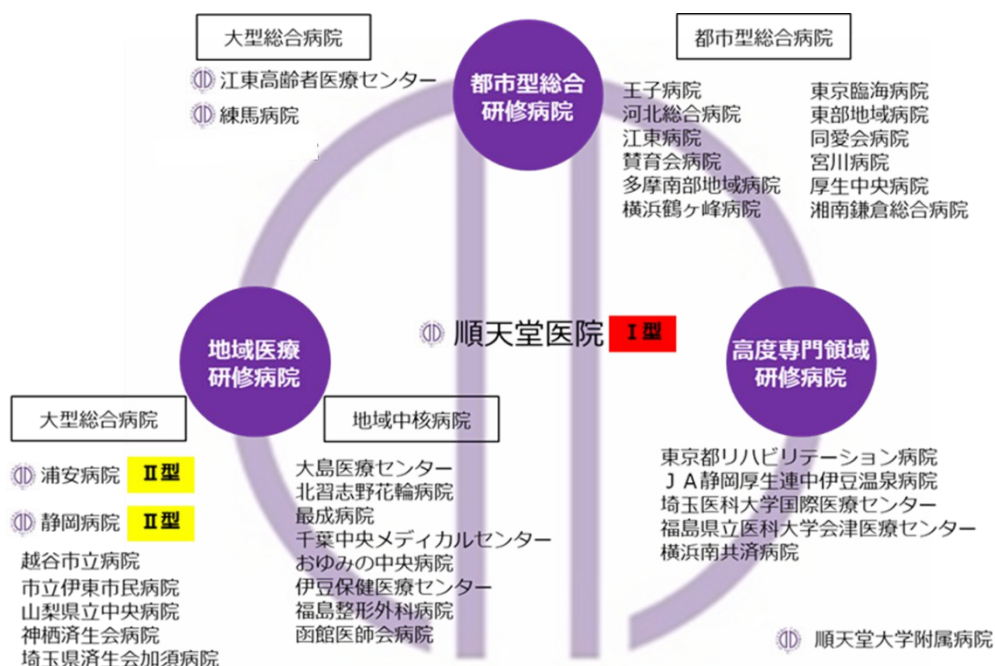 大型総合病院
江東高齢者医療センター
練馬病院
都市型総合
研修病院
都市型総合病院
王子病院
河北総合病院
江東病院
賛育会病院
多摩南部地域病院
横浜鶴ヶ峰病院
東京臨海病院
東部地域病院
同愛会病院
宮川病院
厚生中央病院
湘南鎌倉総合病院
順天堂医院 Ⅰ型
地域医療
研修病院
大型総合病院
浦安病院 Ⅱ型
静岡病院 Ⅱ型
越谷市立病院
市立伊東市民病院
山梨県立中央病院
神栖済生会病院
埼玉県済生会加須病院
地域中核病院
大島医療センター
北習志野花輪病院
最成病院
千葉中央メディカルセンター
おゆみの中央病院
伊豆保健医療センター
福島整形外科病院
函館医師会病院
高度専門領域
研修病院
東京都リハビリテーション病院
ＪＡ静岡厚生連中伊豆温泉病院
埼玉医科大学国際医療センター
福島県立医科大学会津医療センター
横浜南共済病院
順天堂大学附属病院